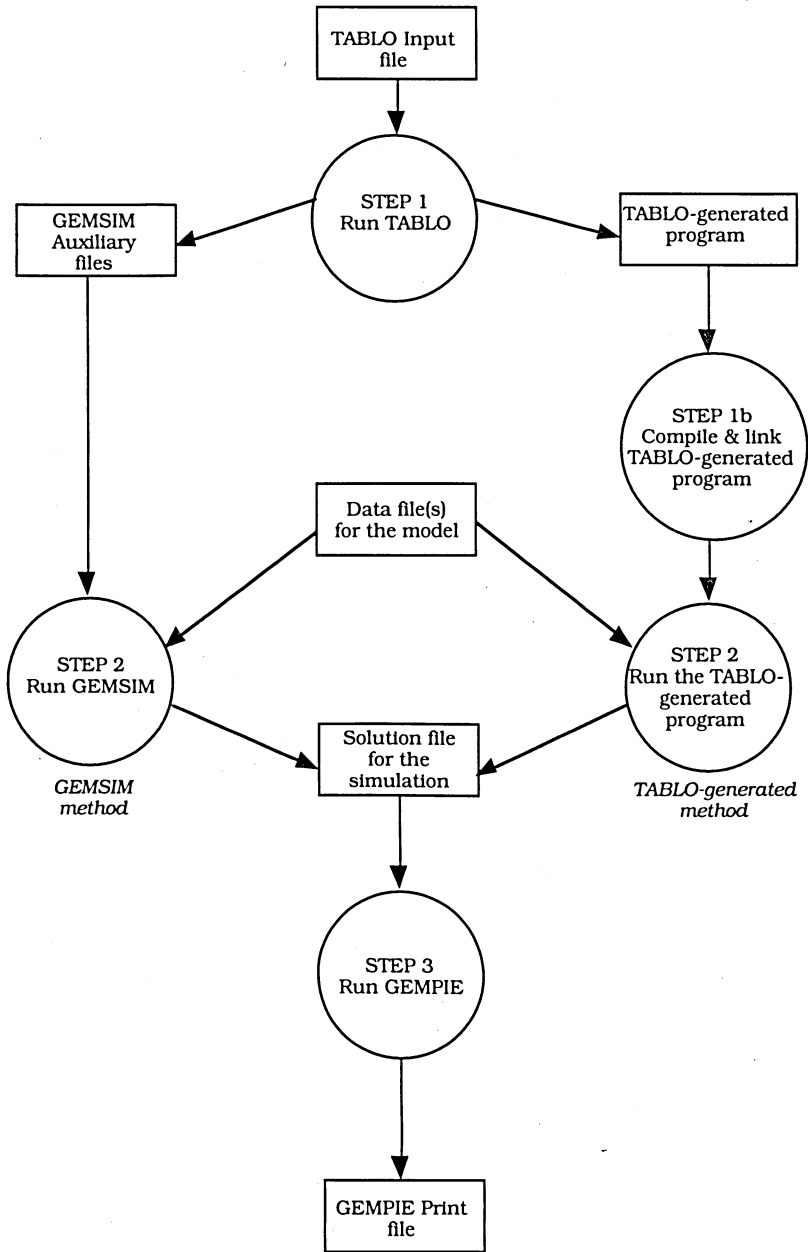 TABLO Input
file
STEP 1
Run TABLO
GEMSIM
Auxiliary
files
TABLO-generated
program
STEP 1b
Compile & link
TABLO-generated
program
Data file(s)
for the model
STEP 2
Run GEMSIM
STEP 2
Run the TABLO-
generated
program
Solution file
for the
simulation
GEMSIM
method
TABLO-generated
method
STEP 3
Run GEMPIE
GEMPIE Print
file